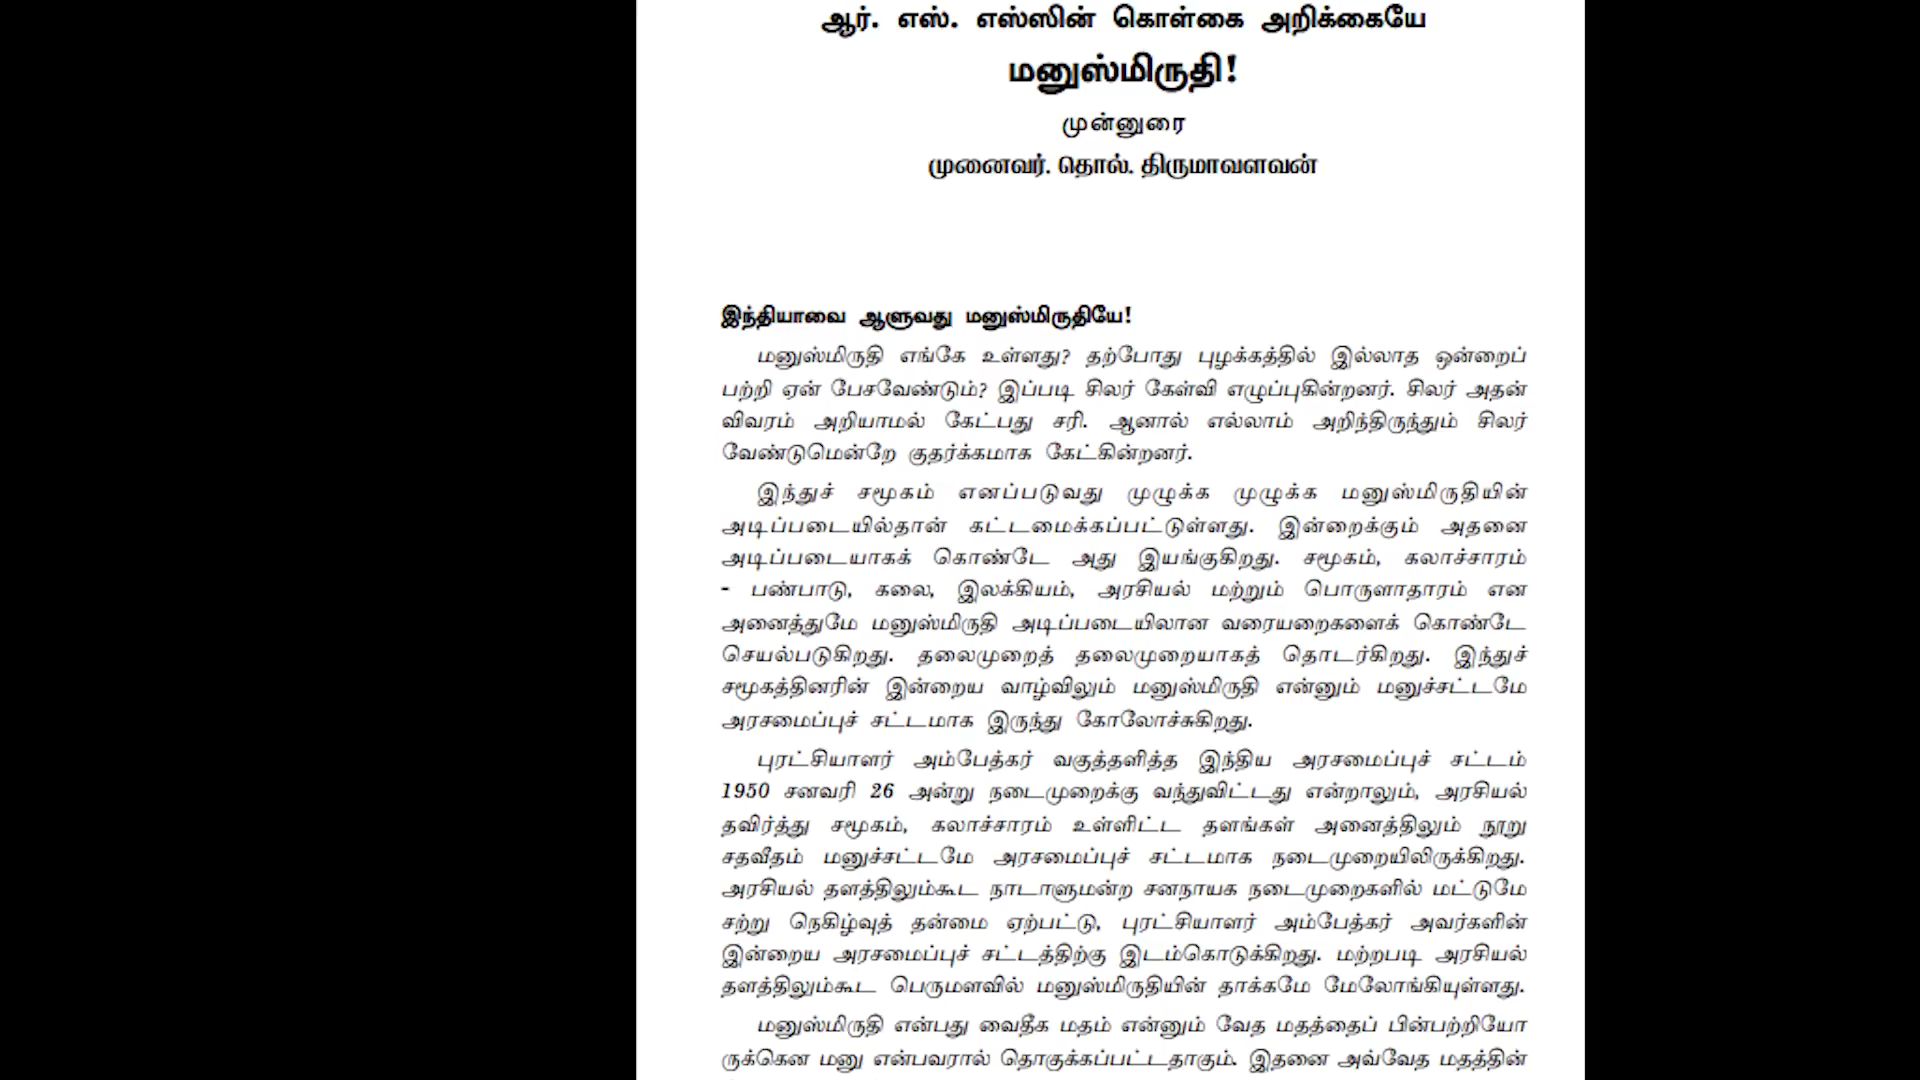 ஆர். எஸ். எஸ்ஸின் கொள்கை அறிக்கையே
மனுஸ்மிருதி!
முன்னுரை
முனைவர். தொல். திருமாவளவன்
இந்தியாவை ஆளுவது மனுஸ்மிருதியே!
மனுஸ்மிருதி எங்கே உள்ளது? தற்போது புழக்கத்தில் இல்லாத ஒன்றைப்
பற்றி ஏன் பேசவேண்டும்? இப்படி சிலர் கேள்வி எழுப்புகின்றனர். சிலர் அதன்
விவரம் அறியாமல் கேட்பது சரி. ஆனால் எல்லாம் அறிந்திருந்தும் சிலர்
வேண்டுமென்றே குதர்க்கமாக கேட்கின்றனர்.
இந்துச் சமூகம் எனப்படுவது முழுக்க முழுக்க மனுஸ்மிருதியின்
அடிப்படையில்தான் கட்டமைக்கப்பட்டுள்ளது. இன்றைக்கும் அதனை
அடிப்படையாகக் கொண்டே அது இயங்குகிறது. சமூகம், கலாச்சாரம்
- பண்பாடு, கலை, இலக்கியம், அரசியல் மற்றும் பொருளாதாரம் என
அனைத்துமே மனுஸ்மிருதி அடிப்படையிலான வரையறைகளைக் கொண்டே
செயல்படுகிறது. தலைமுறைத் தலைமுறையாகத் தொடர்கிறது. இந்துச்
சமூகத்தினரின் இன்றைய வாழ்விலும் மனுஸ்மிருதி என்னும் மனுச்சட்டமே
அரசமைப்புச் சட்டமாக இருந்து கோலோச்சுகிறது.
புரட்சியாளர் அம்பேத்கர் வகுத்தளித்த இந்திய அரசமைப்புச் சட்டம்
1950 சனவரி 26 அன்று நடைமுறைக்கு வந்துவிட்டது என்றாலும், அரசியல்
தவிர்த்து சமூகம், கலாச்சாரம் உள்ளிட்ட தளங்கள் அனைத்திலும் நூறு
சதவீதம் மனுச்சட்டமே அரசமைப்புச் சட்டமாக நடைமுறையிலிருக்கிறது.
அரசியல் தளத்திலும்கூட நாடாளுமன்ற சனநாயக நடைமுறைகளில் மட்டுமே
சற்று நெகிழ்வுத் தன்மை ஏற்பட்டு, புரட்சியாளர் அம்பேத்கர் அவர்களின்
இன்றைய அரசமைப்புச் சட்டத்திற்கு இடம்கொடுக்கிறது. மற்றபடி அரசியல்
தளத்திலும்கூட பெருமளவில் மனுஸ்மிருதியின் தாக்கமே மேலோங்கியுள்ளது.
மனுஸ்மிருதி என்பது வைதீக மதம் என்னும் வேத மதத்தைப் பின்பற்றியோ
ருக்கென மனு என்பவரால் தொகுக்கப்பட்டதாகும். இதனை அவ்வேத மதத்தின்